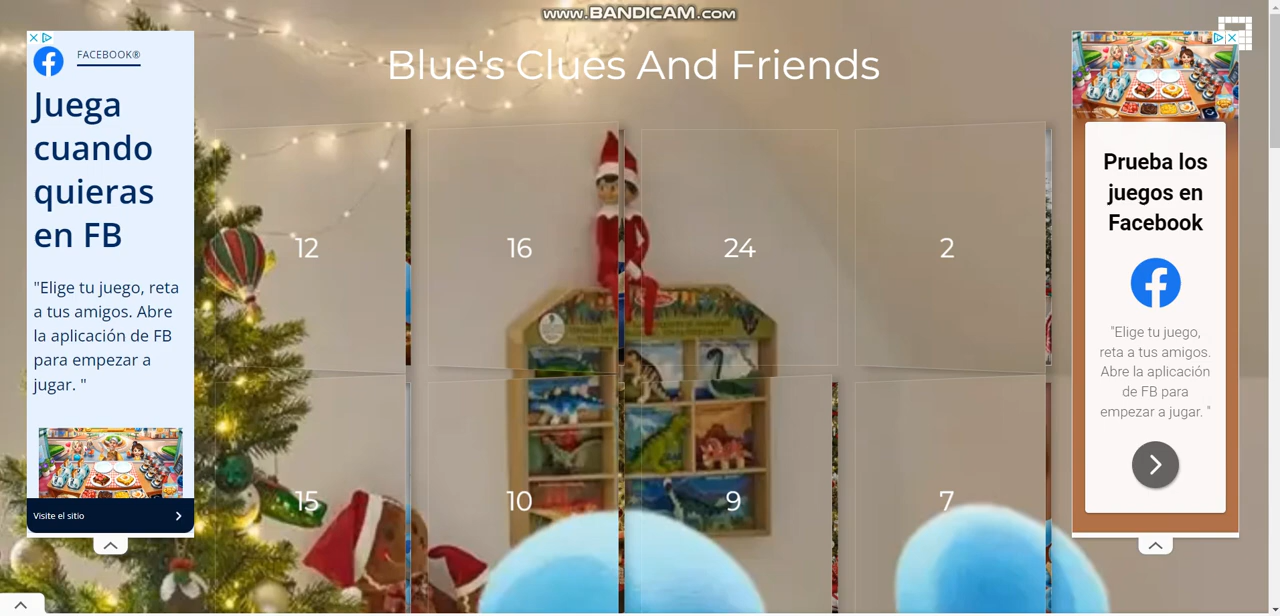 www.BANDICAM.com
FACEBOOK®
Juega
cuando
quieras
en FB
"Elige tu juego, reta
a tus amigos. Abre
la aplicación de FB
para empezar a
jugar. "
Visite el sitio
Blue's Clues And Friends
12
16
24
2
15
10
9
7
Prueba los
juegos en
Facebook
"Elige tu juego,
reta a tus amigos.
Abre la aplicación
de FB para
empezar a jugar. "